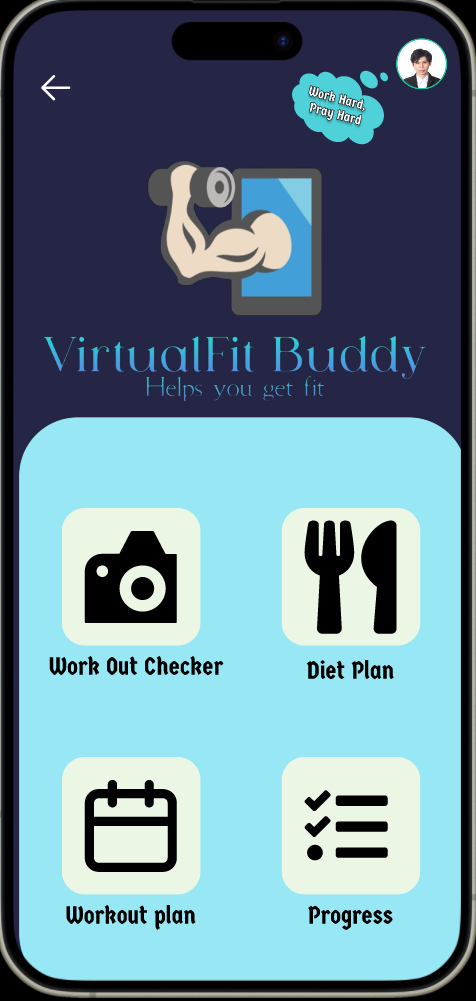 Work Hard,
Pray Hard
VirtualFit Buddy
Helps you get fit
Work Out Checker
Diet Plan
Workout plan
Progress